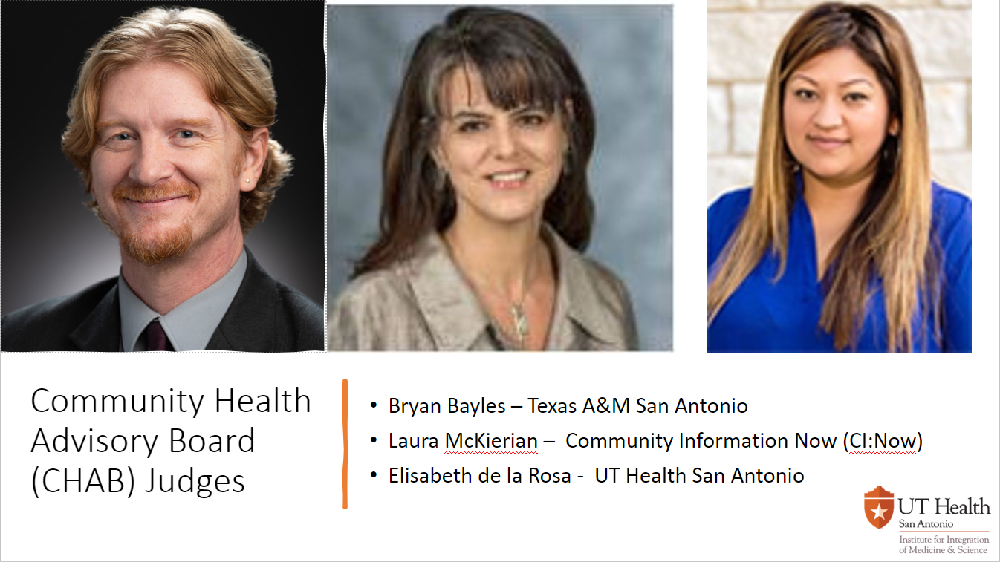 Community Health
Advisory Board
(CHAB) Judges
• Bryan Bayles – Texas A&M San Antonio
• Laura McKierian – Community Information Now (CI:Now)
• Elisabeth de la Rosa - UT Health San Antonio
UT Health
San Antonio
Institute for Integration
of Medicine & Science